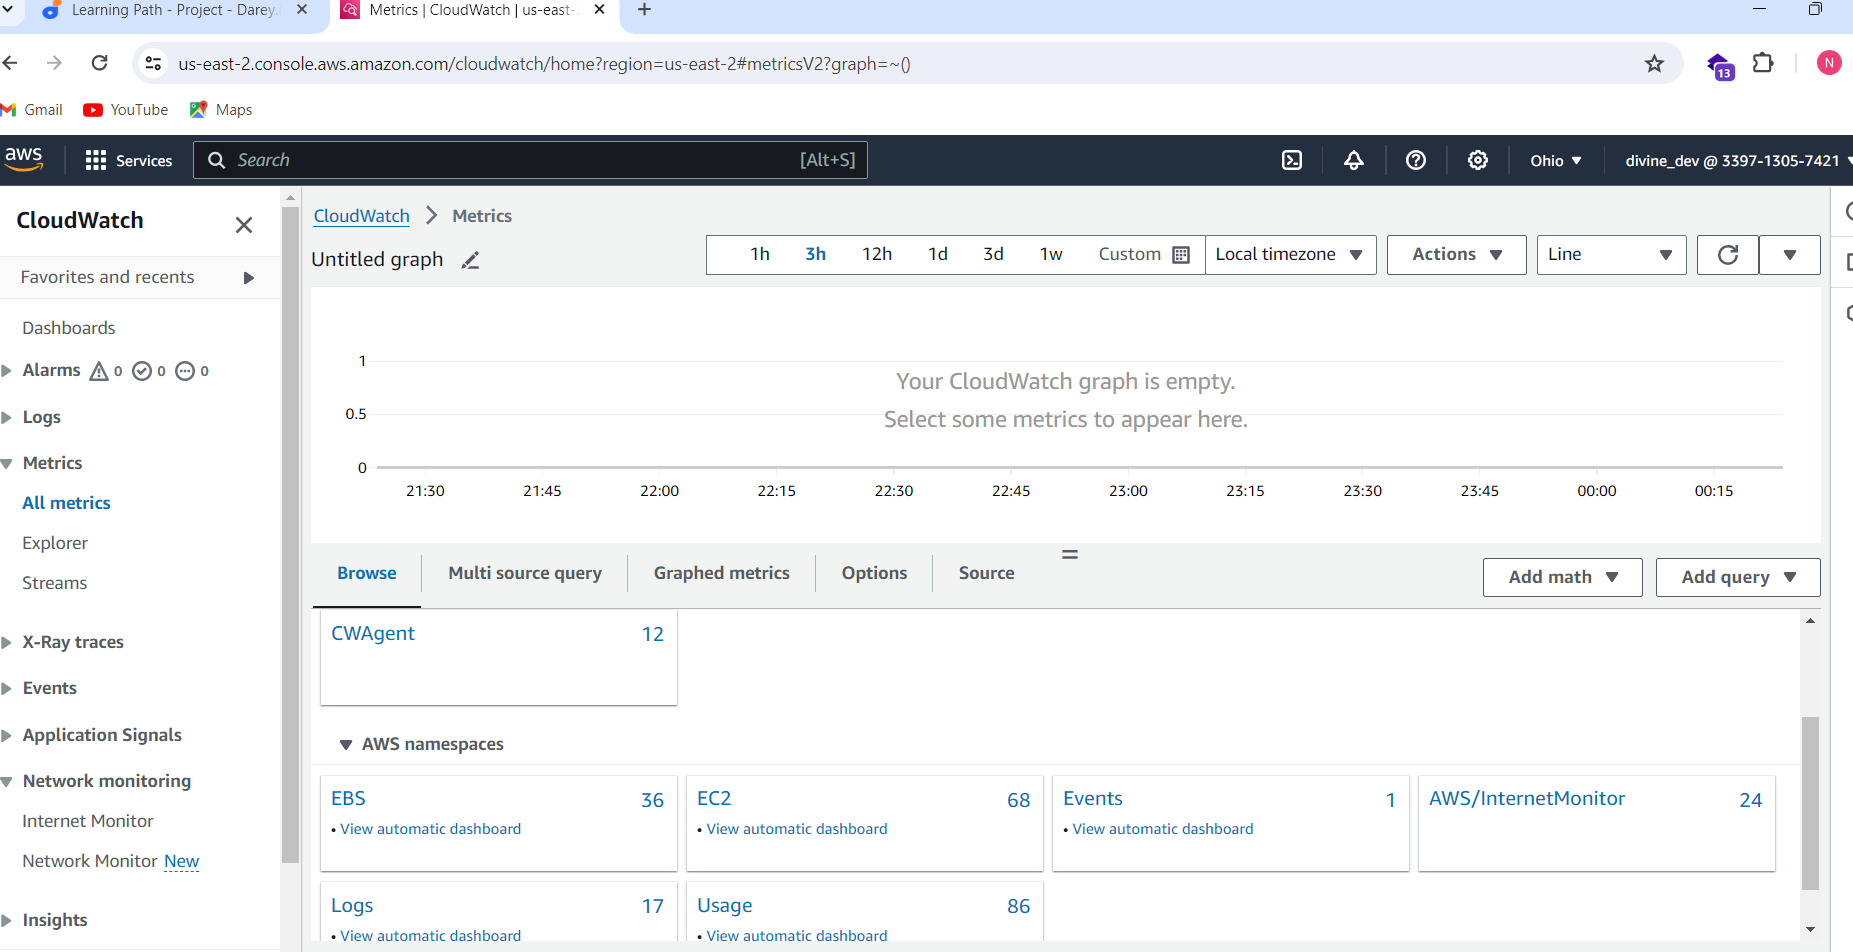 Learning Path - Project - Darey.
Metrics | CloudWatch | us-east-
us-east-2.console.aws.amazon.com/cloudwatch/home?region=us-east-2#metricsV2?graph=~()
13
N
Gmail
YouTube
Maps
aws
Services
Search
[Alt+S]
Ohio
divine_dev @ 3397-1305-7421
CloudWatch
Favorites and recents
Dashboards
Alarms 0 0 0
Logs
Metrics
All metrics
Explorer
Streams
X-Ray traces
Events
Application Signals
Network monitoring
Internet Monitor
Network Monitor New
Insights
CloudWatch > Metrics
Untitled graph
1h 3h 12h 1d 3d 1w Custom
Local timezone
Actions
Line
1
0.5
0
Your CloudWatch graph is empty.
Select some metrics to appear here.
21:30 21:45 22:00 22:15 22:30 22:45 23:00 23:15 23:30 23:45 00:00 00:15
Browse
Multi source query
Graphed metrics
Options
Source
Add math
Add query
CWAgent 12
AWS namespaces
EBS 36
• View automatic dashboard
EC2 68
• View automatic dashboard
Events 1
• View automatic dashboard
AWS/InternetMonitor 24
Logs 17
• View automatic dashboard
Usage 86
• View automatic dashboard